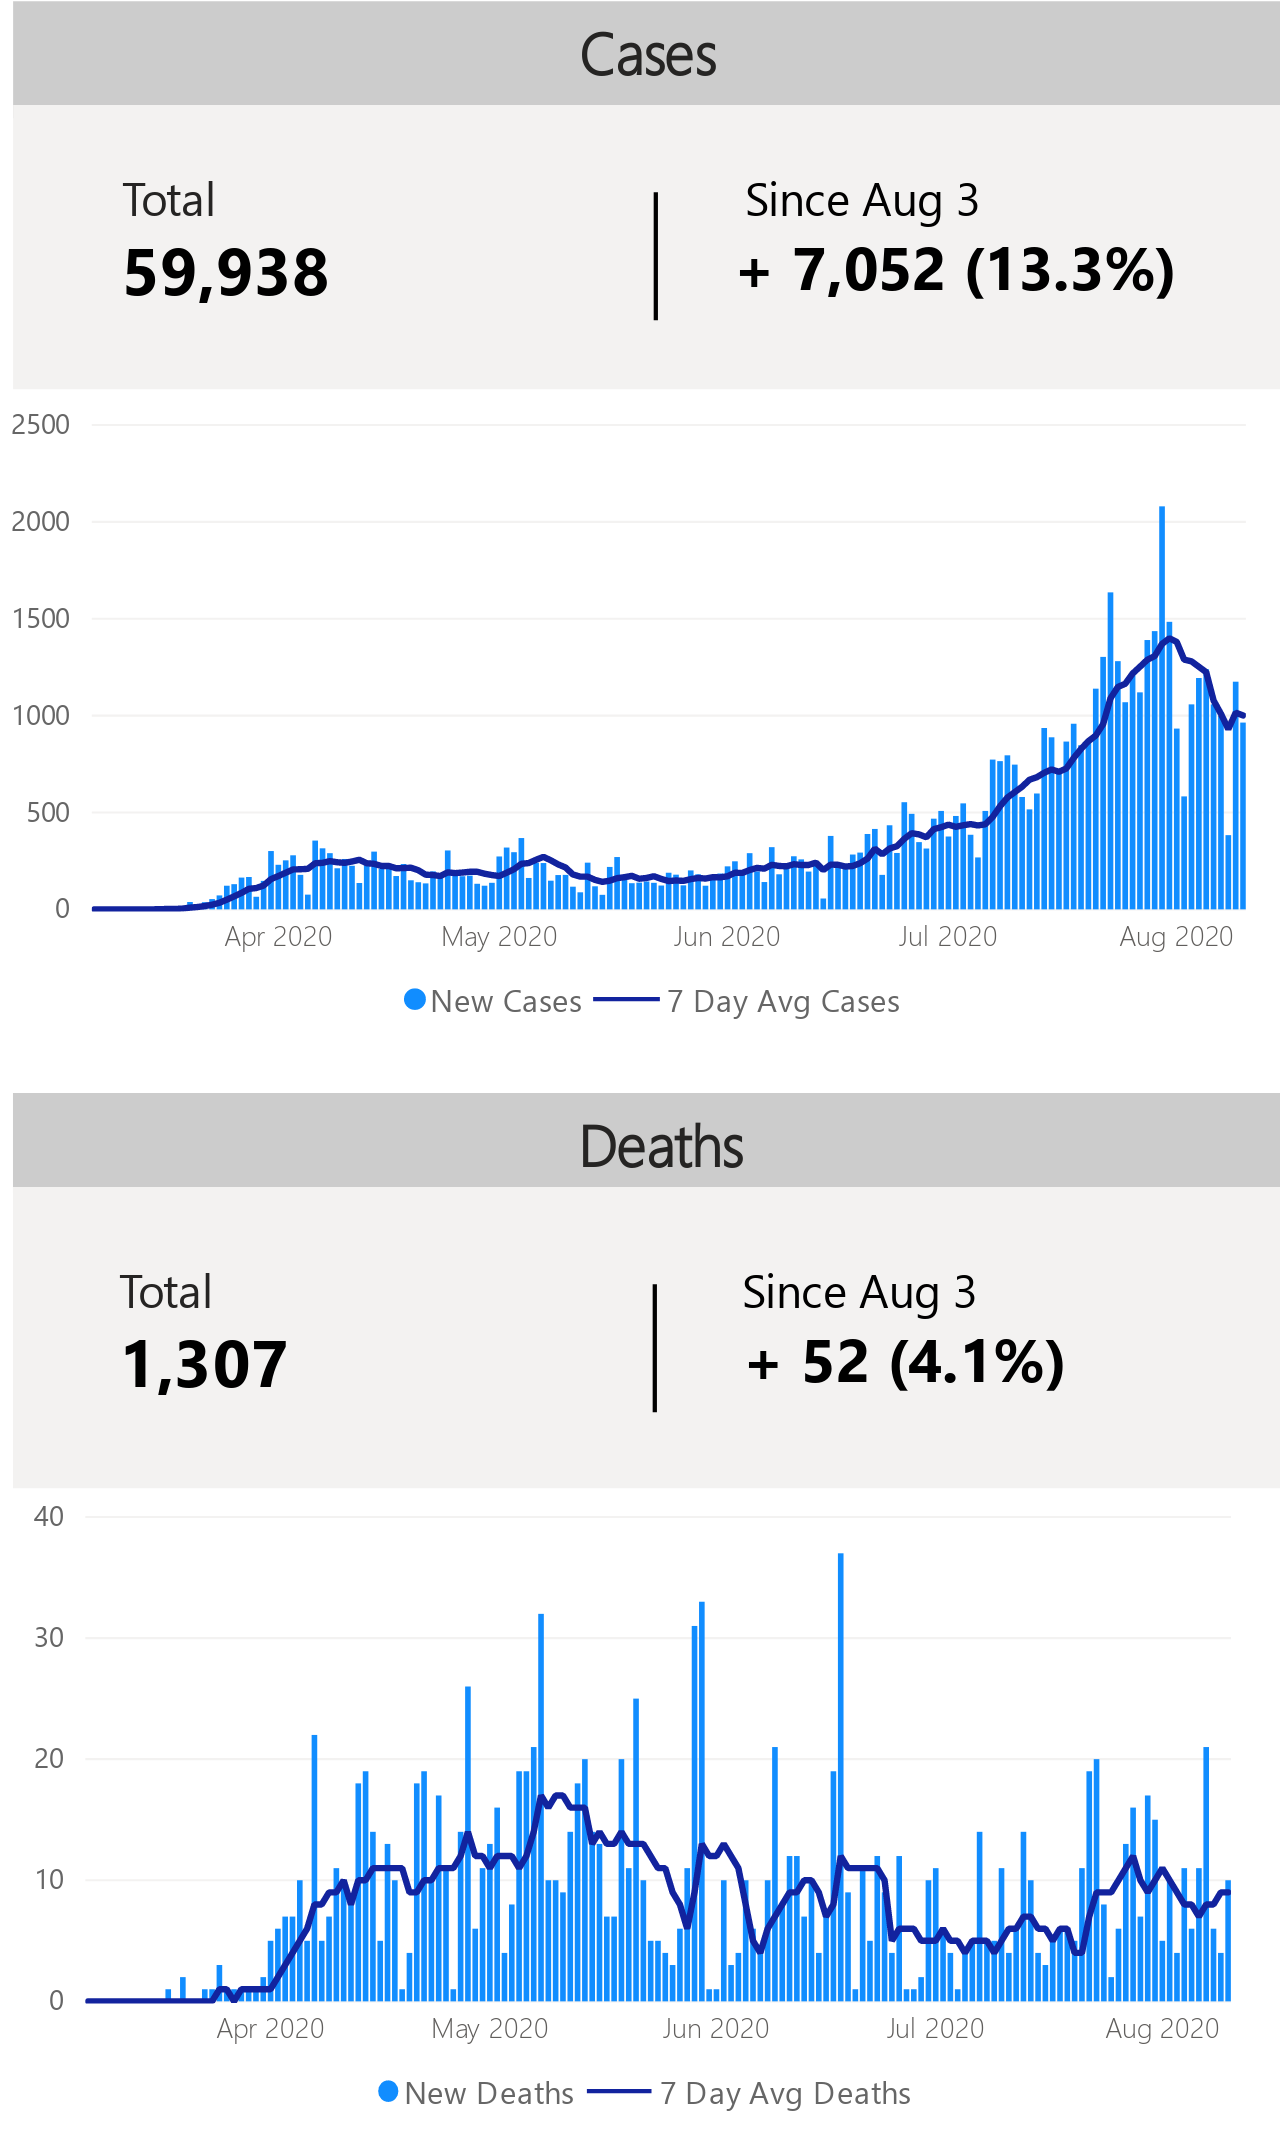 Cases
Total
Since Aug 3
59,938
+ 7,052 (13.3%)
2500
2000
1500
1000
500
0
Apr 2020 May 2020 Jun 2020 Jul 2020 Aug 2020
New Cases 7 Day Avg Cases
Deaths
Total
Since Aug 3
1,307
+ 52 (4.1%)
40
30
20
10
0
Apr 2020 May 2020 Jun 2020 Jul 2020 Aug 2020
New Deaths 7 Day Avg Deaths